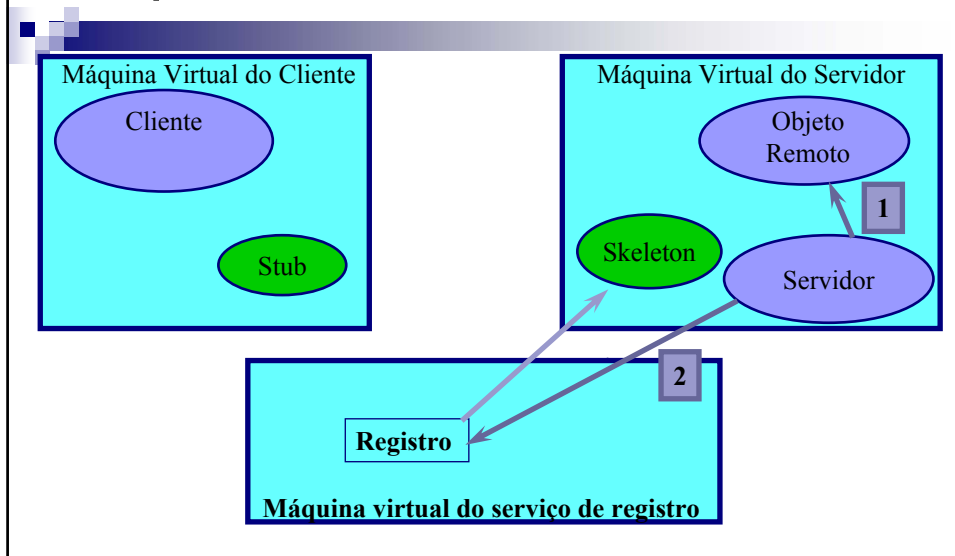 Máquina Virtual do Cliente
Cliente
Stub
Máquina Virtual do Servidor
Objeto
Remoto
1
Skeleton
Servidor
2
Registro
Máquina virtual do serviço de registro